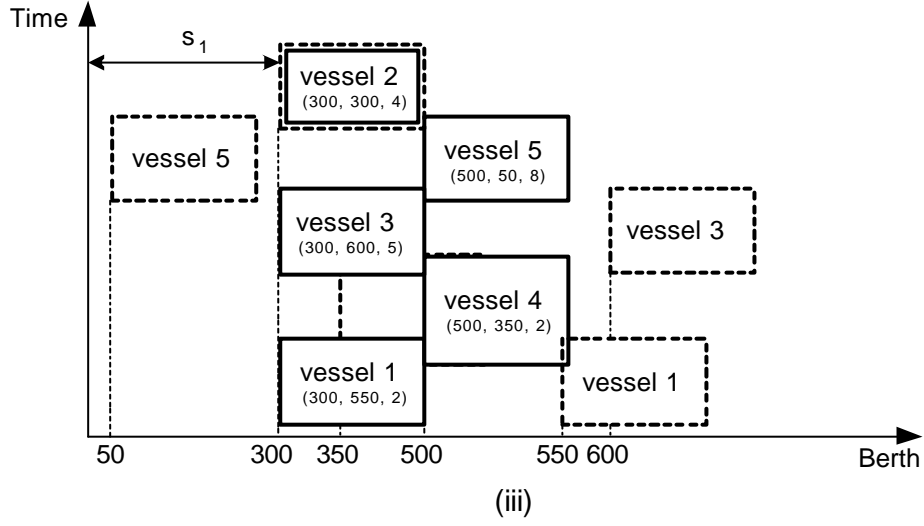 Time
s 1
vessel 2
(300, 300, 4)
vessel 5
vessel 5
(500, 50, 8)
vessel 3
(300, 600, 5)
vessel 3
vessel 4
(500, 350, 2)
vessel 1
(300, 550, 2)
vessel 1
50
300
350
500
550
600
Berth
(iii)